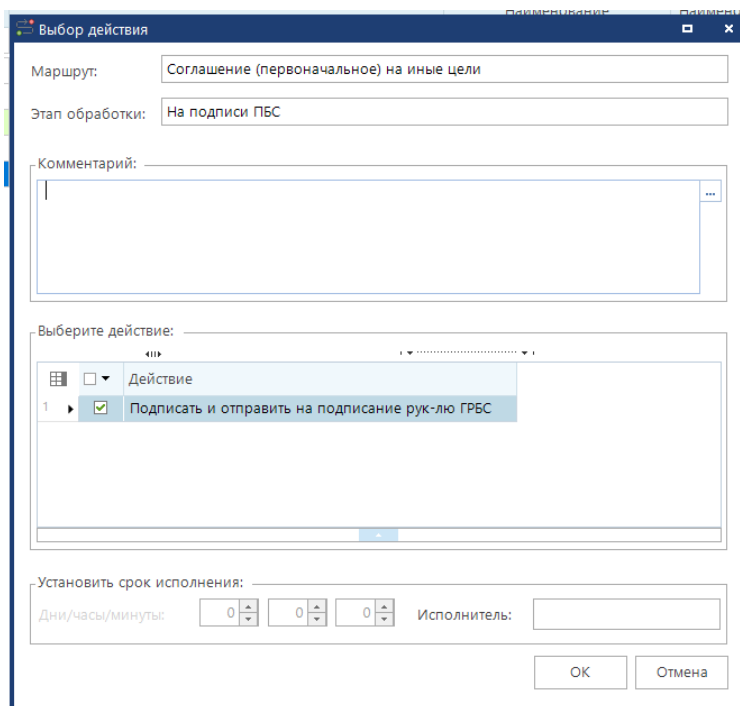 Наименование
Выбор действия
Маршрут: Соглашение (первоначальное) на иные цели
Этап обработки: На подписи ПБС
Комментарий:
...
Выберите действие:
Действие
1 Подписать и отправить на подписание рук-лю ГРБС
Установить срок исполнения:
Дни/часы/минуты: 0 0 0 Исполнитель:
ОК Отмена